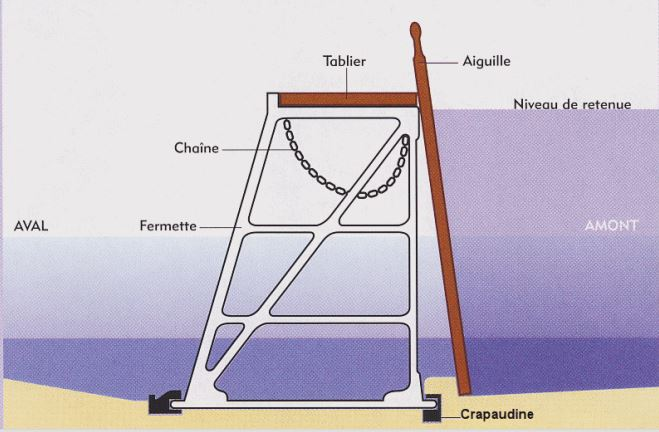 Tablier
Aiguille
Niveau de retenue
Chaîne
AVAL
Fermette
AMONT
Crapaudine